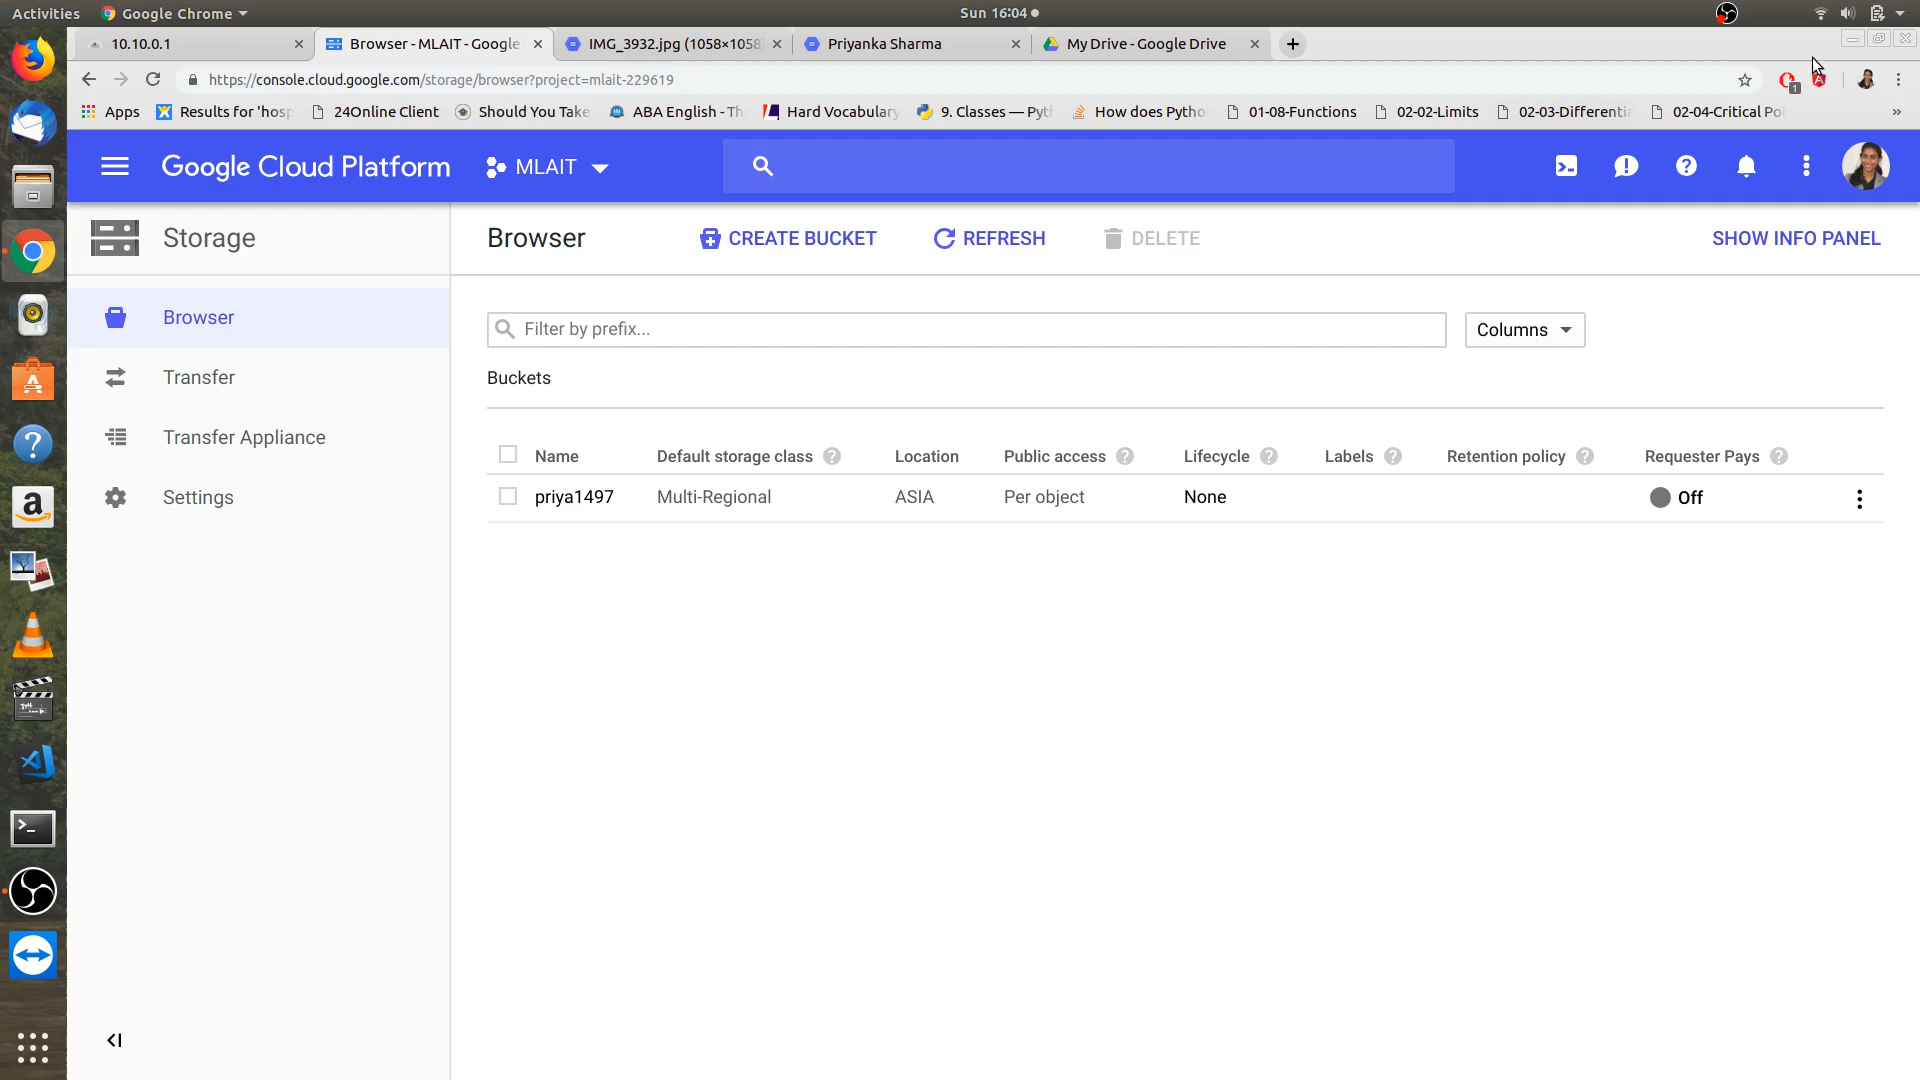 Activities Google Chrome Sun 16:04
10.10.0.1 Browser - MLAIT - Google IMG_3932.jpg (1058×1058 Priyanka Sharma My Drive - Google Drive
https://console.cloud.google.com/storage/browser?project=mlait-229619
1
Apps Results for 'hosp 24Online Client Should You Take ABA English - Th Hard Vocabulary 9. Classes — Pyth How does Pytho 01-08-Functions 02-02-Limits 02-03-Differentia 02-04-Critical Poi »
Google Cloud Platform MLAIT
Storage
Browser CREATE BUCKET REFRESH DELETE SHOW INFO PANEL
Browser
Transfer
Transfer Appliance
Settings
Filter by prefix... Columns
Buckets
Name Default storage class Location Public access Lifecycle Labels Retention policy Requester Pays
priya1497 Multi-Regional ASIA Per object None Off